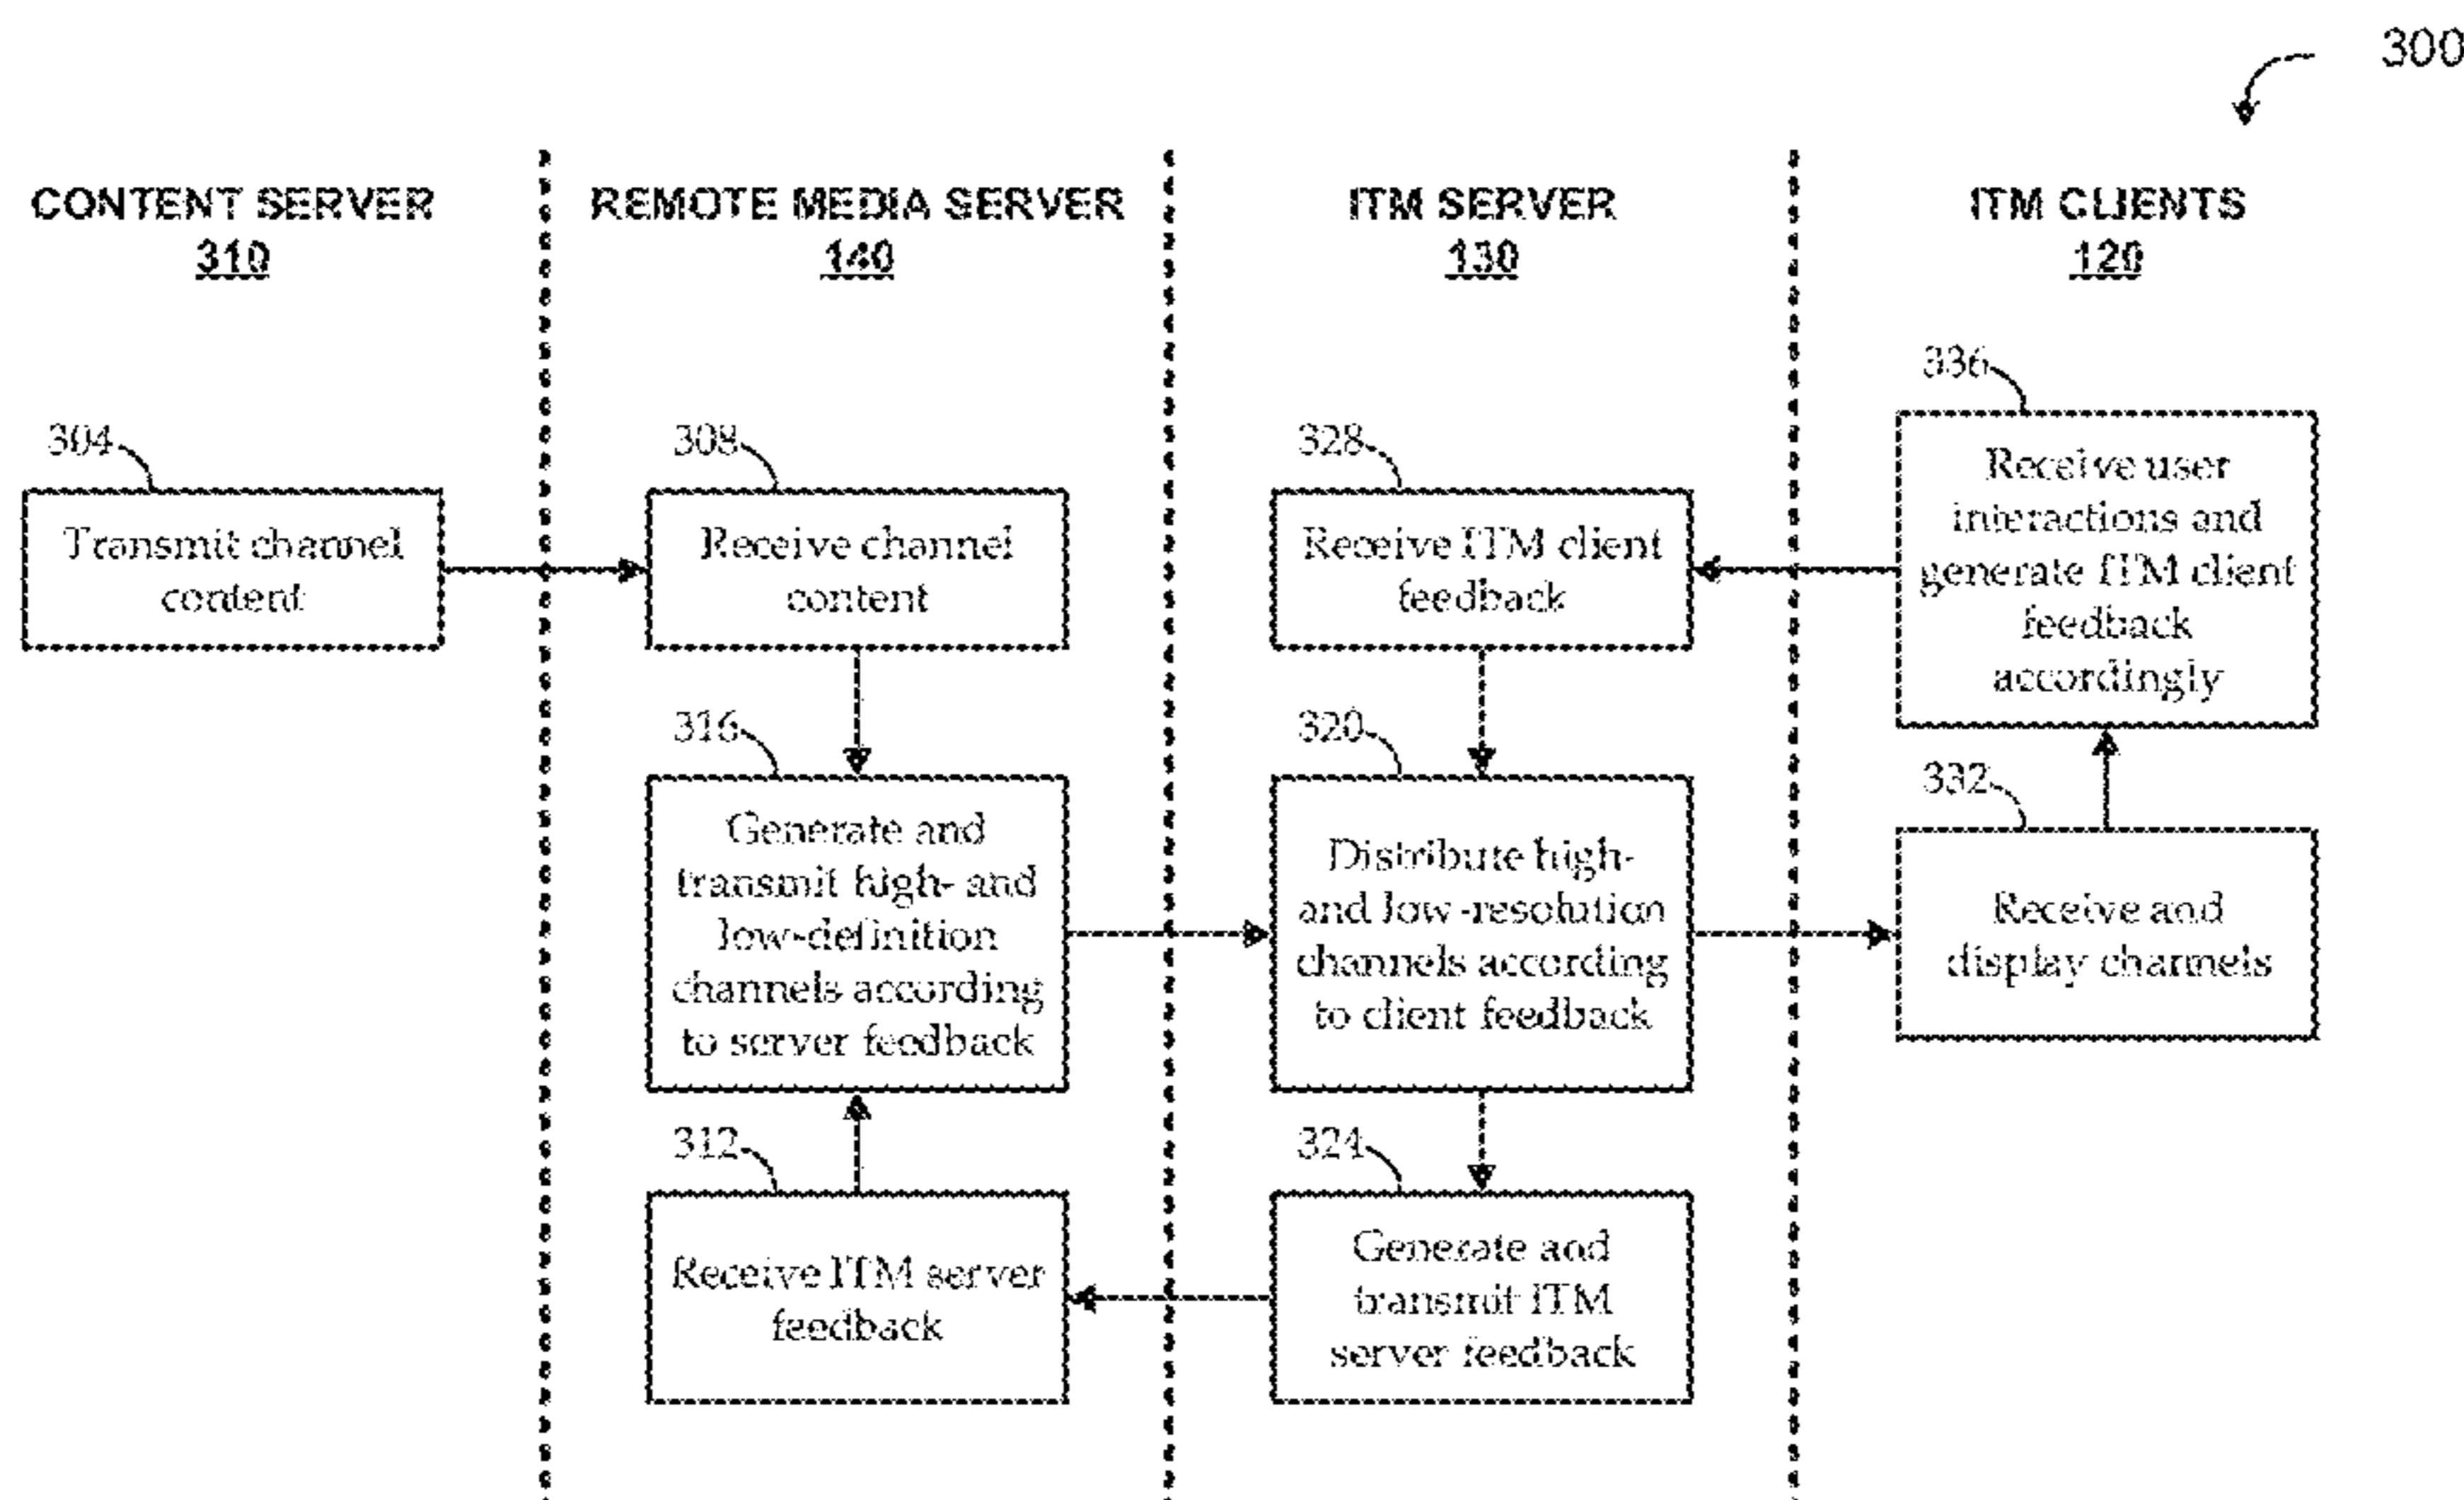 300
CONTENT SERVER
310
REMOTE MEDIA SERVER
140
ITM SERVER
130
ITM CLIENTS
120
304
Transmit channel
content
308
Receive channel
content
316
Generate and
transmit high- and
low-definition
channels according
to server feedback
312
Receive ITM server
feedback
328
Receive ITM client
feedback
320
Distribute high-
and low-resolution
channels according
to client feedback
324
Generate and
transmit ITM
server feedback
336
Receive user
interactions and
generate ITM client
feedback
accordingly
332
Receive and
display channels